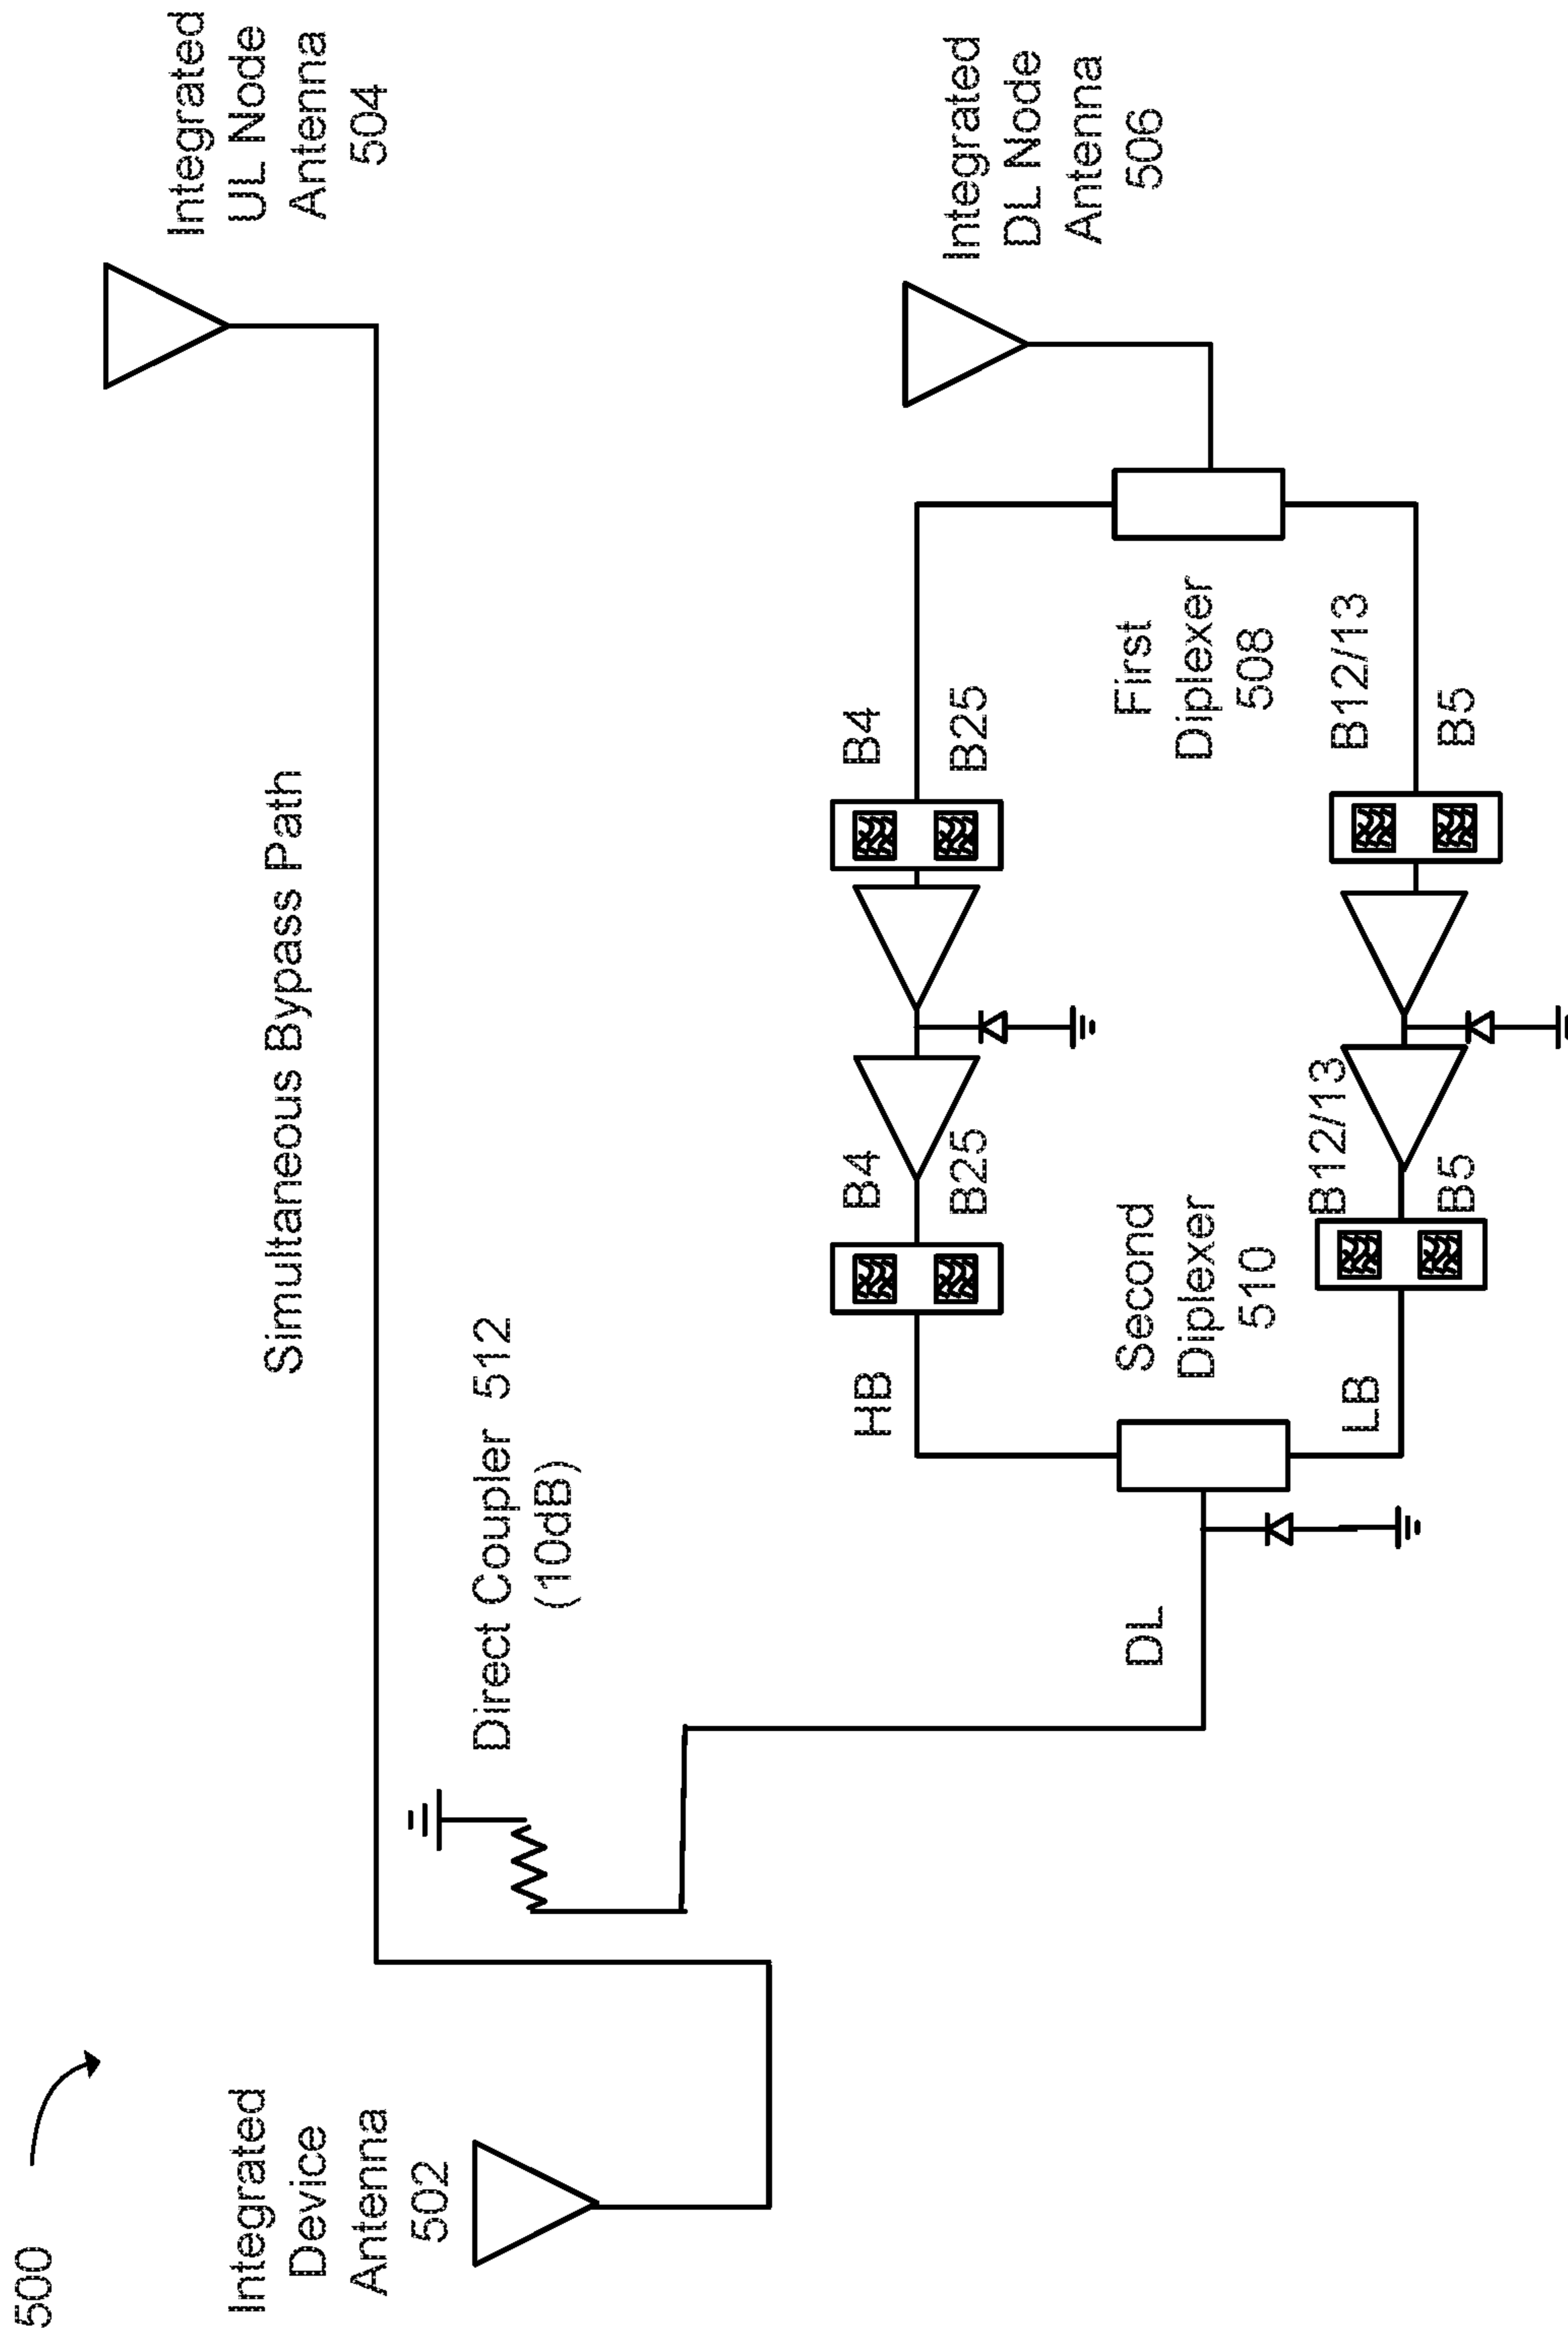 500
Integrated
Device
Antenna
502
Simultaneous Bypass Path
Integrated
UL Node
Antenna
504
Direct Coupler 512
(10dB)
DL
HB
B4
B25
B4
B25
Second
Diplexer
510
First
Diplexer
508
Integrated
DL Node
Antenna
506
LB
B12/13
B5
B12/13
B5